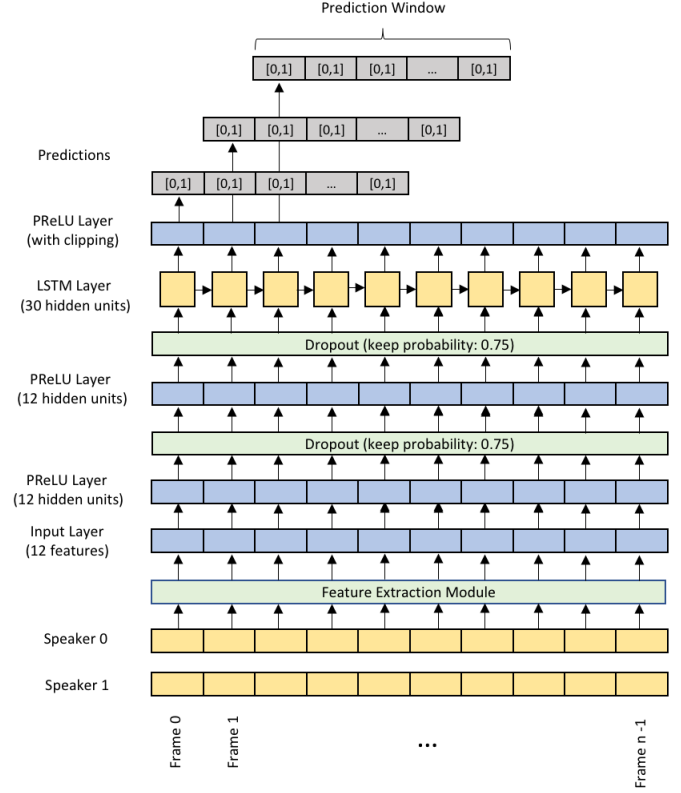 Prediction Window
[0,1] [0,1] [0,1] ... [0,1]
[0,1] [0,1] [0,1] ... [0,1]
Predictions
[0,1] [0,1] [0,1] ... [0,1]
PReLU Layer
(with clipping)
LSTM Layer
(30 hidden units)
Dropout (keep probability: 0.75)
PReLU Layer
(12 hidden units)
Dropout (keep probability: 0.75)
PReLU Layer
(12 hidden units)
Input Layer
(12 features)
Feature Extraction Module
Speaker 0
Speaker 1
Frame 0
Frame 1
...
Frame n -1